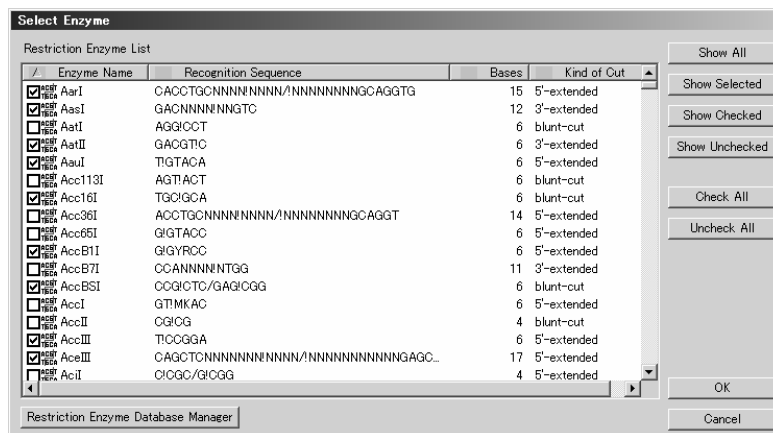 Select Enzyme
Restriction Enzyme List
Enzyme Name Recognition Sequence Bases Kind of Cut
AarI CACCTGCNNNN!NNNN/!NNNNNNNNGCAGGTG 15 5'-extended
AasI GACNNNN!NNGTC 12 3'-extended
AatI AGG!CCT 6 blunt-cut
AatII GACGT!C 6 3'-extended
AauI T!GTACA 6 5'-extended
Acc113I AGT!ACT 6 blunt-cut
Acc16I TGC!GCA 6 blunt-cut
Acc36I ACCTGCNNNN!NNNN/!NNNNNNNNGCAGGT 14 5'-extended
Acc65I G!GTACC 6 5'-extended
AccB1I G!GYRCC 6 5'-extended
AccB7I CCANNNN!NTGG 11 3'-extended
AccBSI CCG!CTC/GAG!CGG 6 blunt-cut
AccI GT!MKAC 6 5'-extended
AccII CG!CG 4 blunt-cut
AccIII T!CCGGA 6 5'-extended
AceIII CAGCTCNNNNNNN!NNNN/!NNNNNNNNNNNGAGC... 17 5'-extended
AciI C!CGC/G!CGG 4 5'-extended
Restriction Enzyme Database Manager
Show All
Show Selected
Show Checked
Show Unchecked
Check All
Uncheck All
OK
Cancel